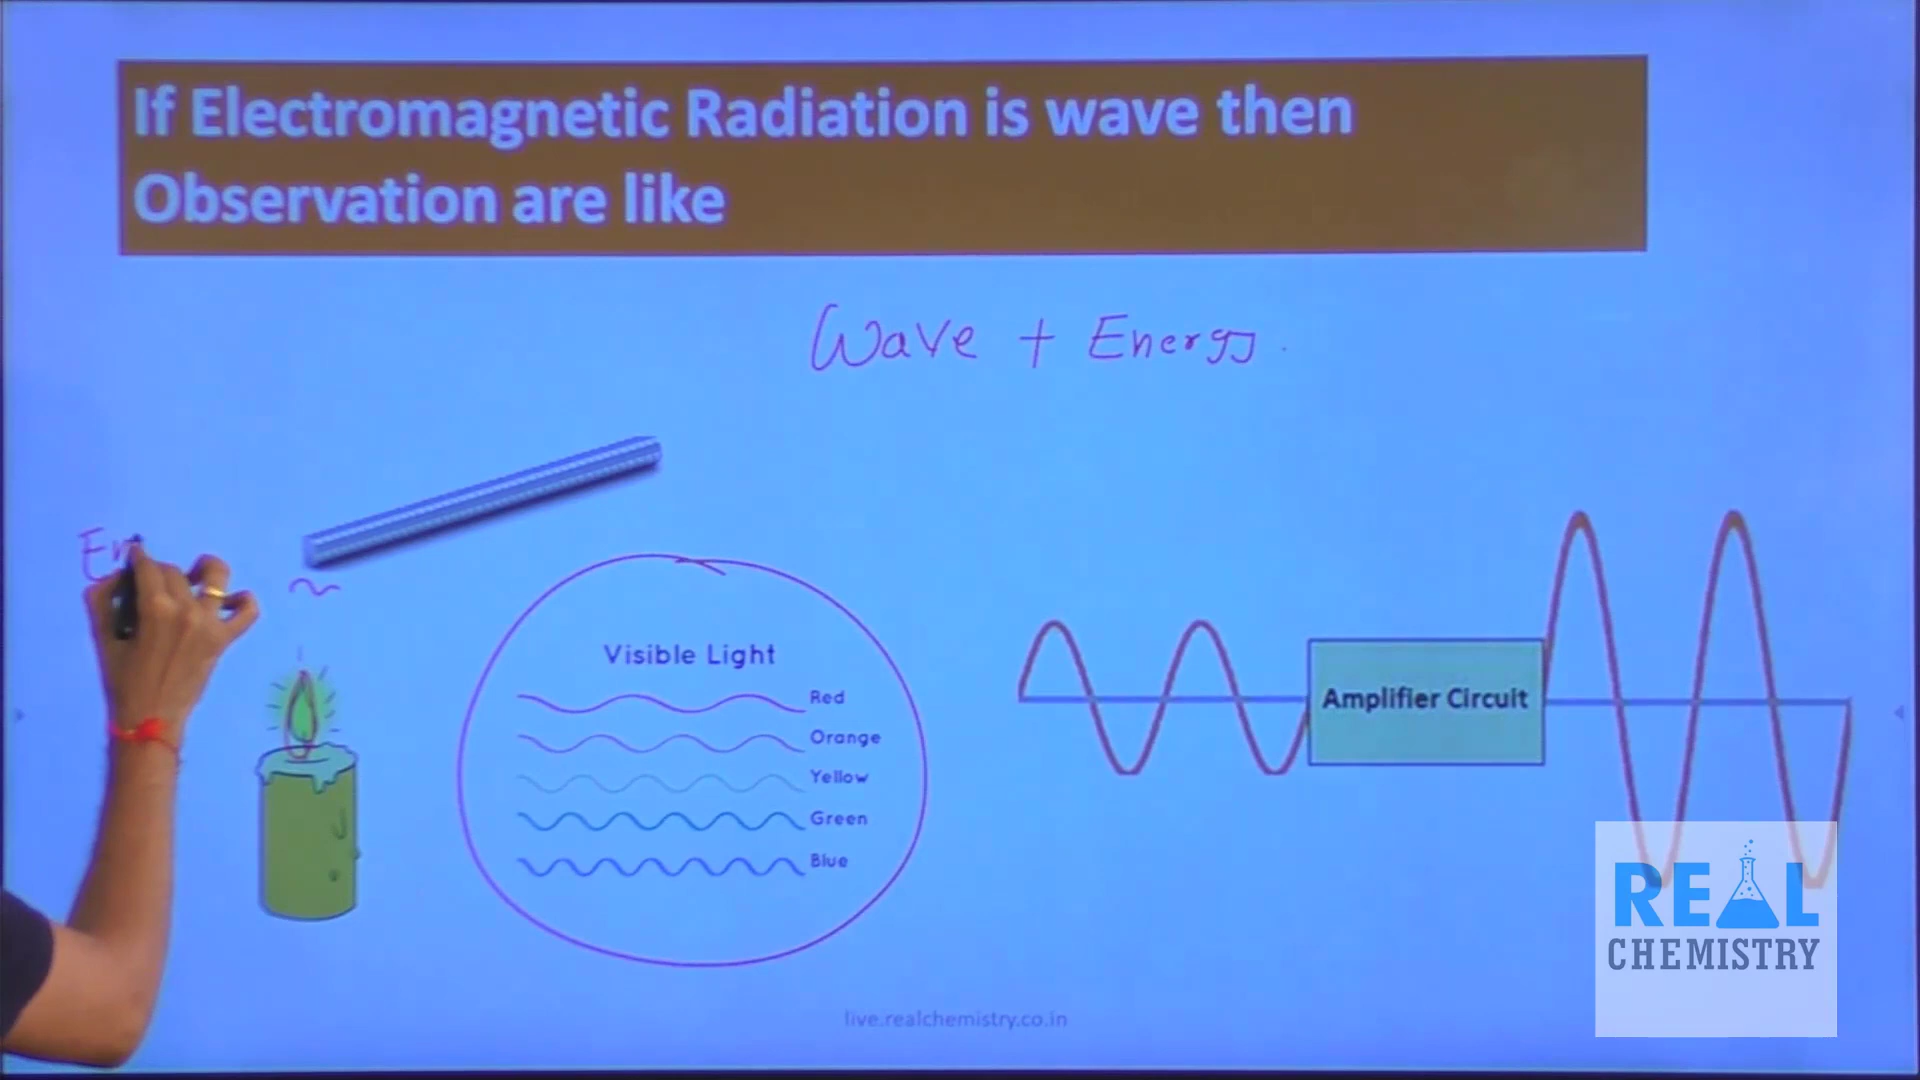 If Electromagnetic Radiation is wave then
Observation are like
Wave + Energy
Visible Light
Red
Orange
Yellow
Green
Blue
Amplifier Circuit
REAL
CHEMISTRY
live.realchemistry.co.in